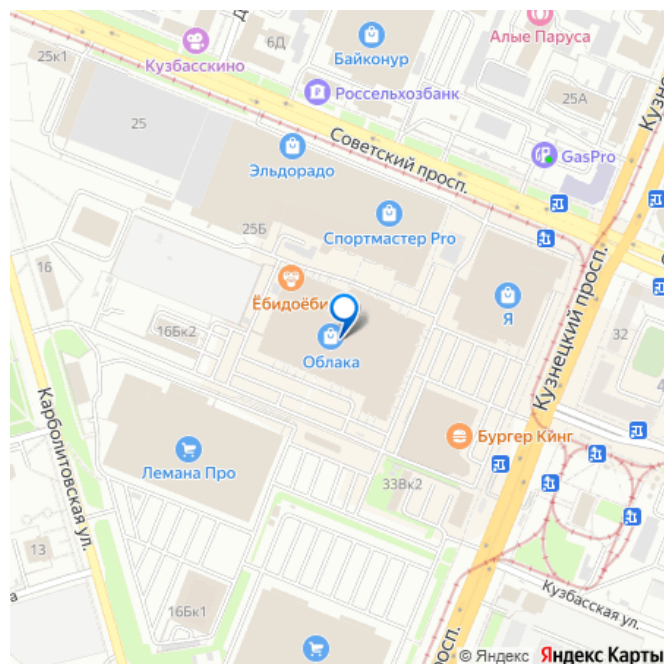 Алые Паруса
6Д
Байконур
Кузбасскино
25к1
Россельхозбанк
25А
25
Советский просп.
GasPro
Эльдорадо
25Б
Спортмастер Pro
16
Ёбидоёби
Я
32
16Бк2
Облака
Кузнецкий просп.
Карболитовская ул.
Бургер Кинг
Лемана Про
33Вк2
13
16Бк1
Кузбасская ул.
просп.
© Яндекс Яндекс Карты